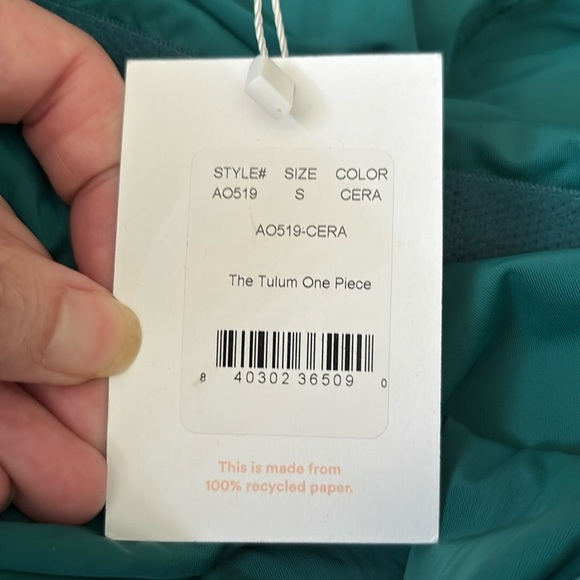 STYLE# SIZE COLOR
AO519 S CERA
AO519-CERA
The Tulum One Piece
8 40302 36509 0
This is made from
100% recycled paper.